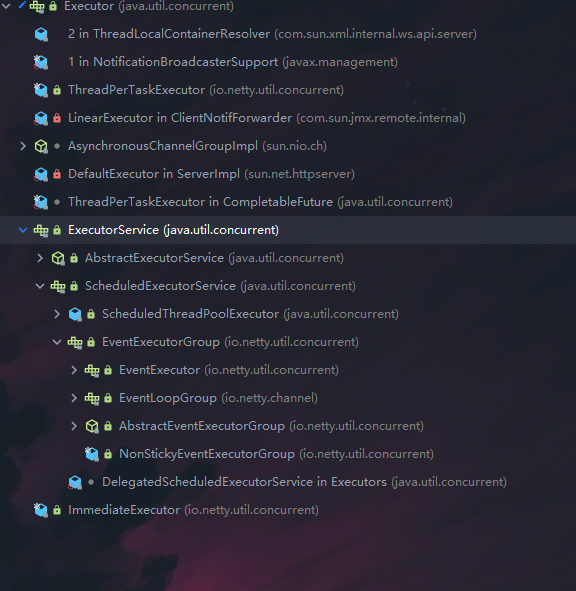 Executor (java.util.concurrent)
2 in ThreadLocalContainerResolver (com.sun.xml.internal.ws.api.server)
1 in NotificationBroadcasterSupport (javax.management)
ThreadPerTaskExecutor (io.netty.util.concurrent)
LinearExecutor in ClientNotifForwarder (com.sun.jmx.remote.internal)
AsynchronousChannelGroupImpl (sun.nio.ch)
DefaultExecutor in ServerImpl (sun.net.httpserver)
ThreadPerTaskExecutor in CompletableFuture (java.util.concurrent)
ExecutorService (java.util.concurrent)
AbstractExecutorService (java.util.concurrent)
ScheduledExecutorService (java.util.concurrent)
ScheduledThreadPoolExecutor (java.util.concurrent)
EventExecutorGroup (io.netty.util.concurrent)
EventExecutor (io.netty.util.concurrent)
EventLoopGroup (io.netty.channel)
AbstractEventExecutorGroup (io.netty.util.concurrent)
NonStickyEventExecutorGroup (io.netty.util.concurrent)
DelegatedScheduledExecutorService in Executors (java.util.concurrent)
ImmediateExecutor (io.netty.util.concurrent)